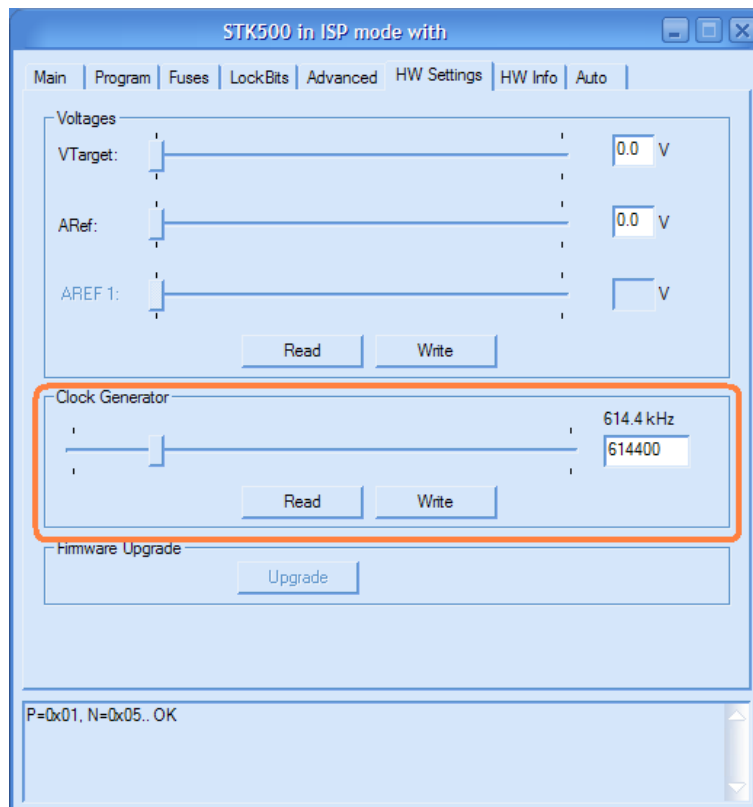 STK500 in ISP mode with
Main Program Fuses LockBits Advanced HW Settings HW Info Auto
Voltages
VTarget: 0.0 V
ARef: 0.0 V
AREF 1: V
Read Write
Clock Generator
614.4 kHz
614400
Read Write
Firmware Upgrade
Upgrade
P=0x01, N=0x05.. OK